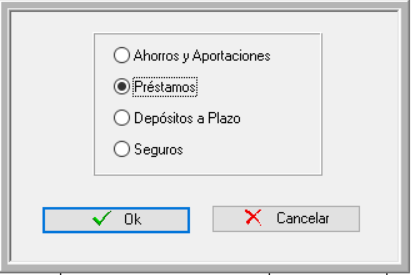 Ahorros y Aportaciones
Préstamos
Depósitos a Plazo
Seguros
Ok
Cancelar